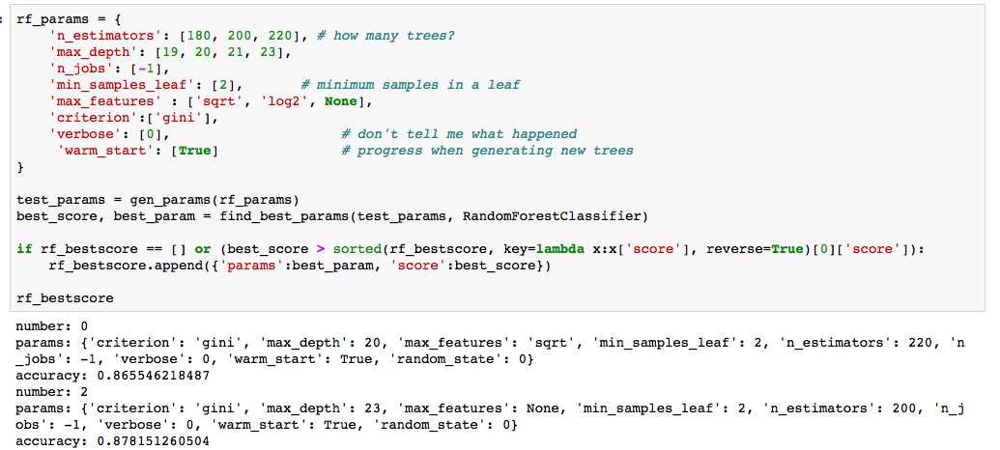 :
rf_params = {
    'n_estimators': [180, 200, 220], # how many trees?
    'max_depth': [19, 20, 21, 23],
    'n_jobs': [-1],
    'min_samples_leaf': [2],       # minimum samples in a leaf
    'max_features' : ['sqrt', 'log2', None],
    'criterion':['gini'],
    'verbose': [0],                     # don't tell me what happened
     'warm_start': [True]               # progress when generating new trees
}

test_params = gen_params(rf_params)
best_score, best_param = find_best_params(test_params, RandomForestClassifier)

if rf_bestscore == [] or (best_score > sorted(rf_bestscore, key=lambda x:x['score'], reverse=True)[0]['score']):
    rf_bestscore.append({'params':best_param, 'score':best_score})

rf_bestscore
number: 0
params: {'criterion': 'gini', 'max_depth': 20, 'max_features': 'sqrt', 'min_samples_leaf': 2, 'n_estimators': 220, 'n
_jobs': -1, 'verbose': 0, 'warm_start': True, 'random_state': 0}
accuracy: 0.865546218487
number: 2
params: {'criterion': 'gini', 'max_depth': 23, 'max_features': None, 'min_samples_leaf': 2, 'n_estimators': 200, 'n_j
obs': -1, 'verbose': 0, 'warm_start': True, 'random_state': 0}
accuracy: 0.878151260504